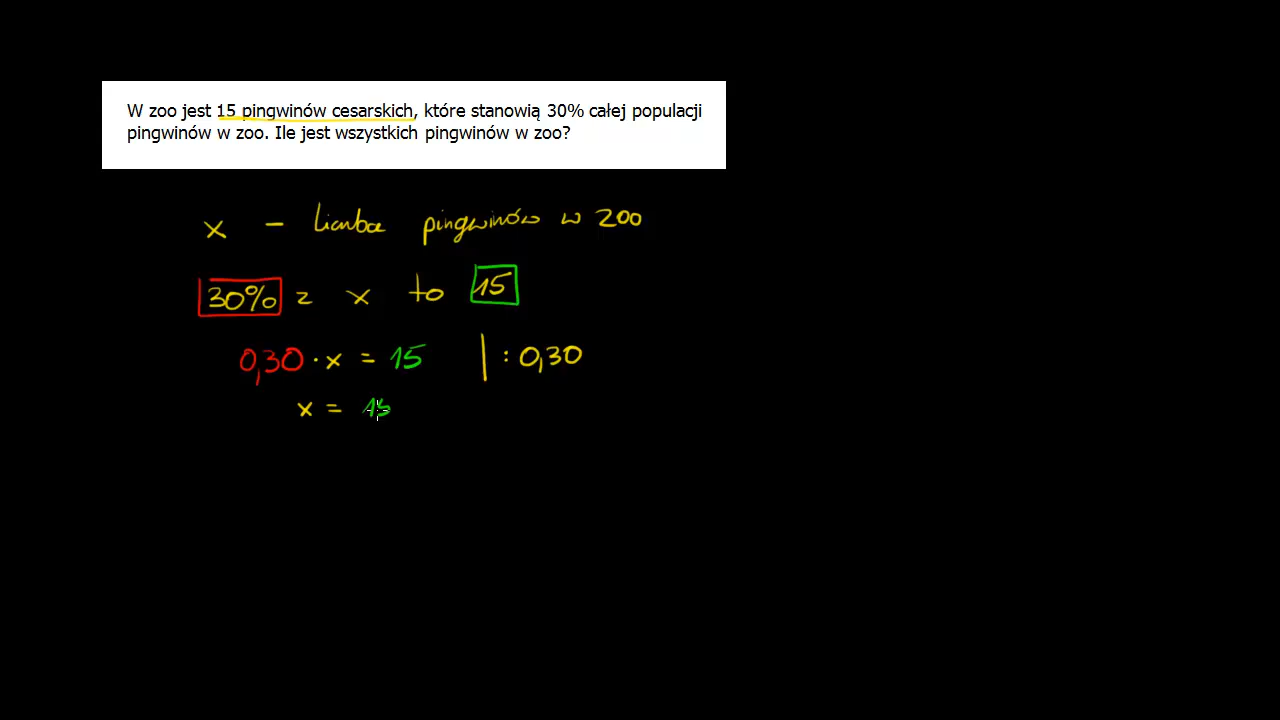 W zoo jest 15 pingwinów cesarskich, które stanowią 30% całej populacji
pingwinów w zoo. Ile jest wszystkich pingwinów w zoo?
x - liczba pingwinów w zoo
30% z x to 15
0,30 · x = 15 | : 0,30
x = 15